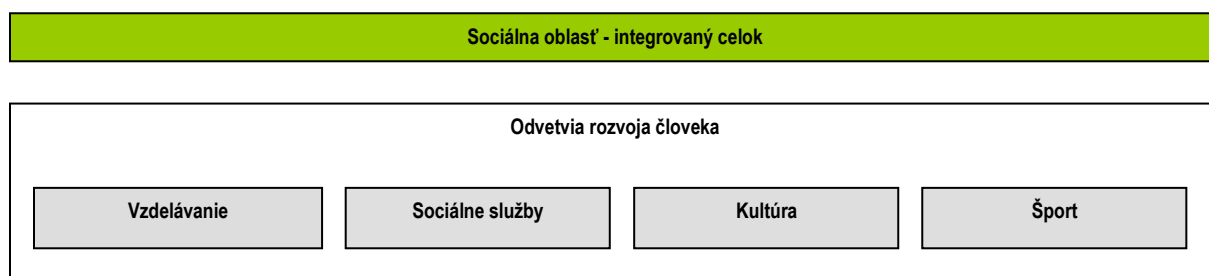 Sociálna oblasť - integrovaný celok
Odvetvia rozvoja človeka
Vzdelávanie
Sociálne služby
Kultúra
Šport